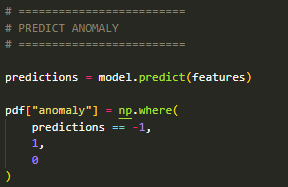 # =========================
# PREDICT ANOMALY
# =========================
predictions = model.predict(features)
pdf["anomaly"] = np.where(
    predictions == -1,
    1,
    0
)